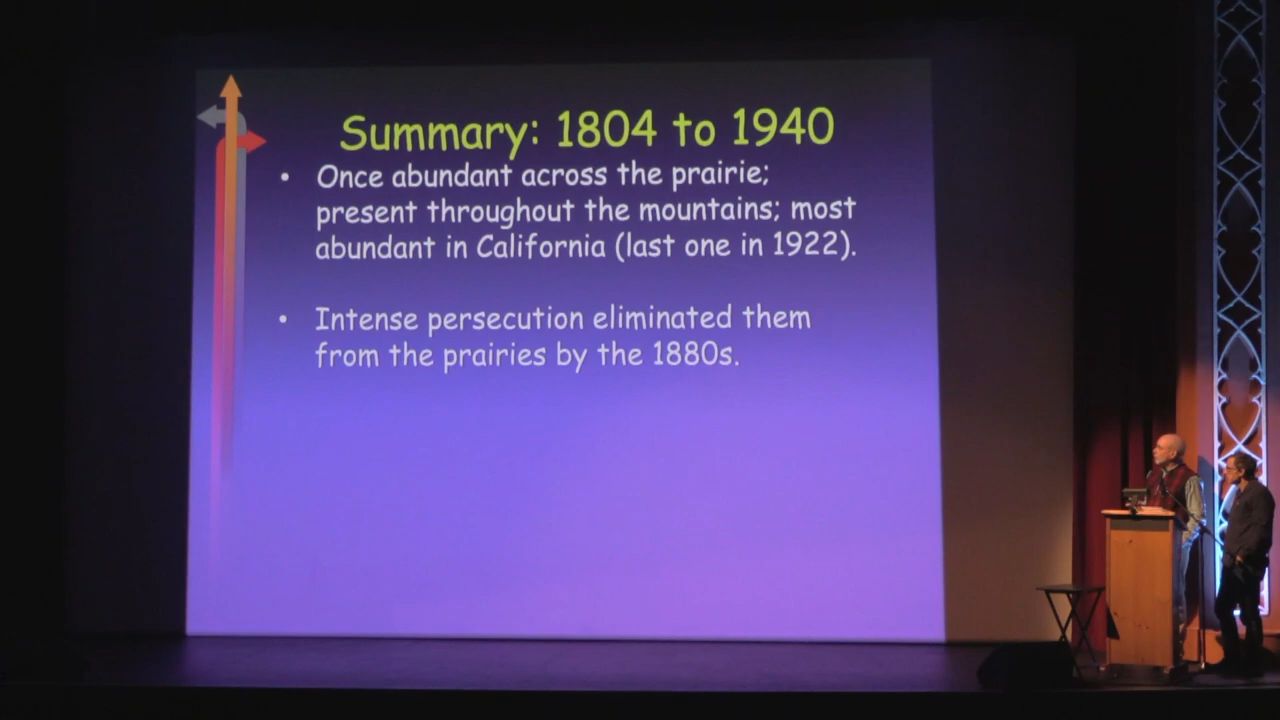 Summary: 1804 to 1940
• Once abundant across the prairie;
present throughout the mountains; most
abundant in California (last one in 1922).
• Intense persecution eliminated them
from the prairies by the 1880s.